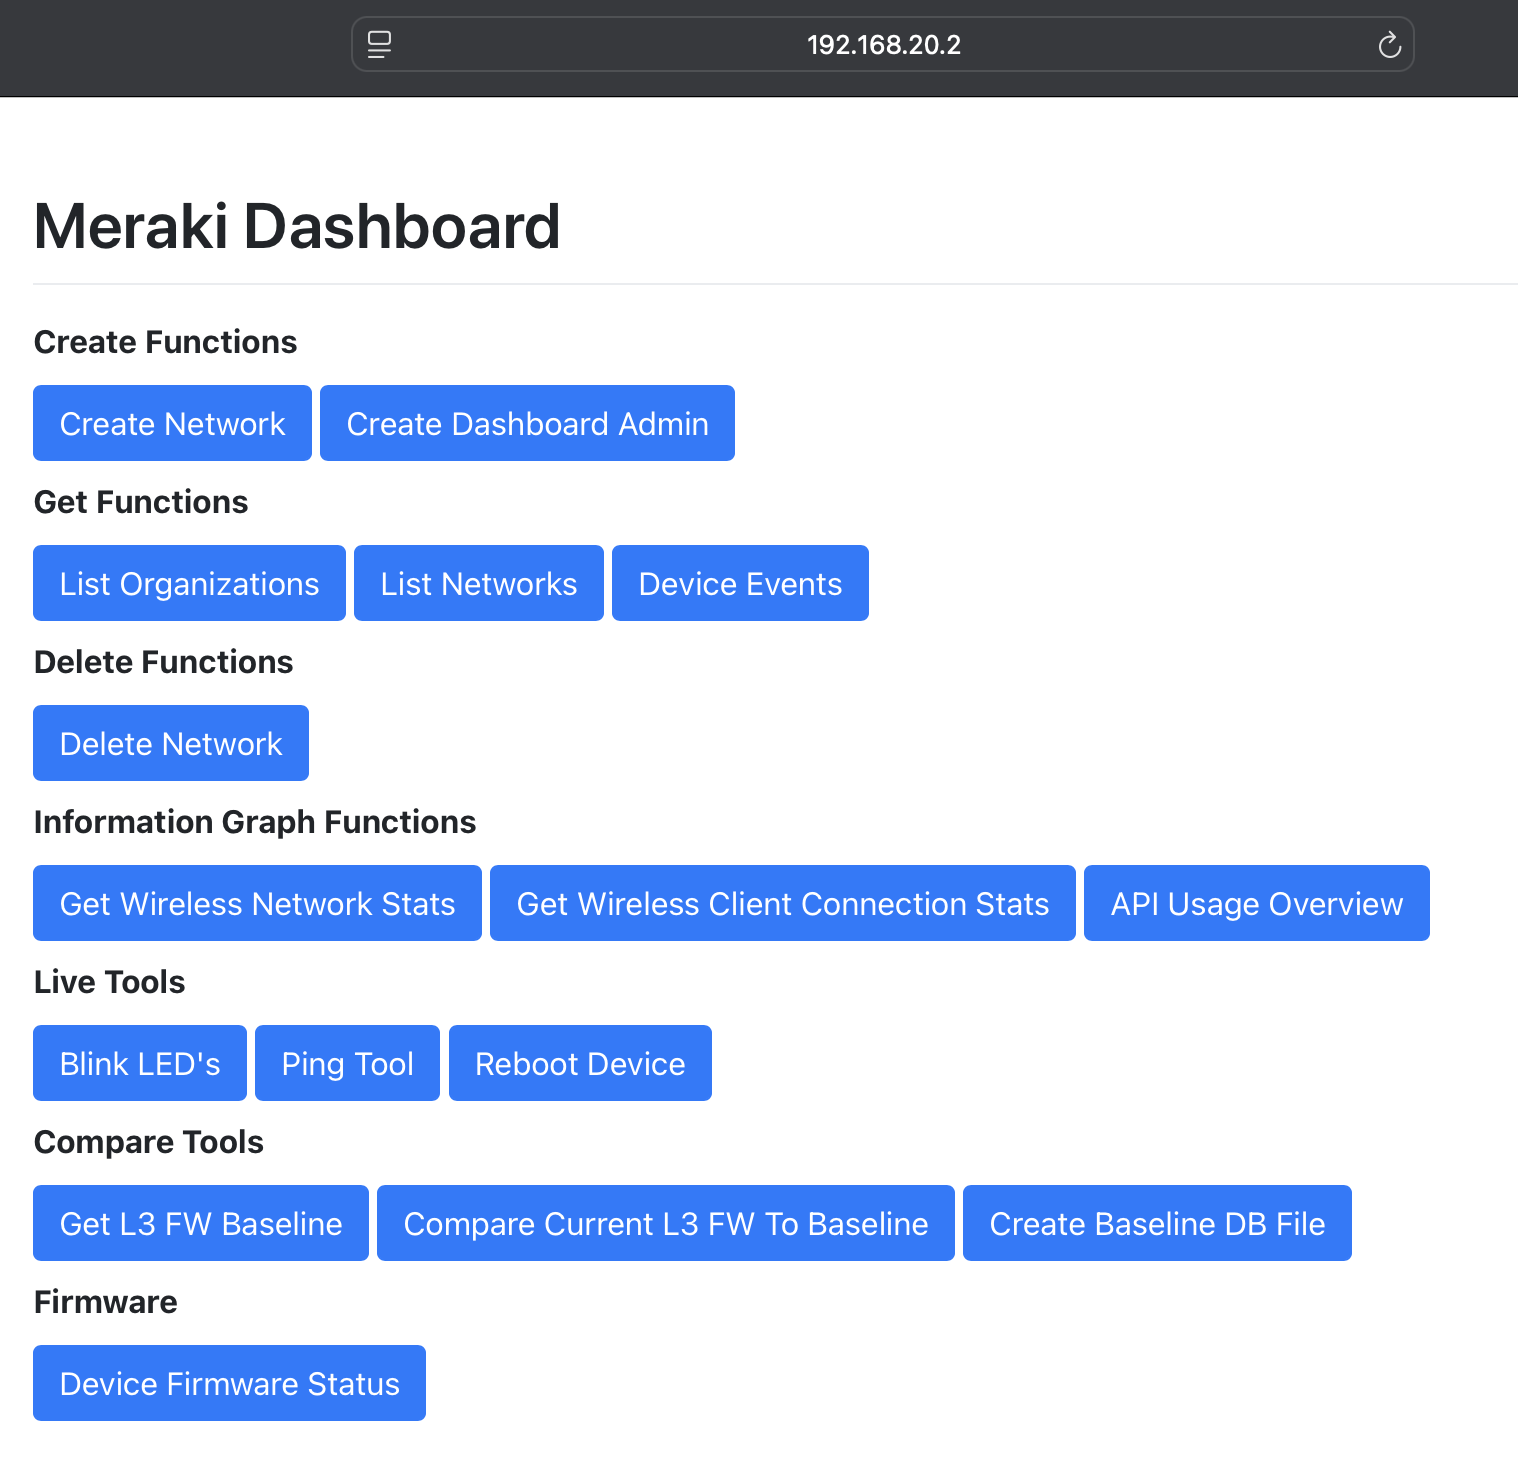 192.168.20.2
Meraki Dashboard
Create Functions
Create Network Create Dashboard Admin
Get Functions
List Organizations List Networks Device Events
Delete Functions
Delete Network
Information Graph Functions
Get Wireless Network Stats Get Wireless Client Connection Stats API Usage Overview
Live Tools
Blink LED's Ping Tool Reboot Device
Compare Tools
Get L3 FW Baseline Compare Current L3 FW To Baseline Create Baseline DB File
Firmware
Device Firmware Status